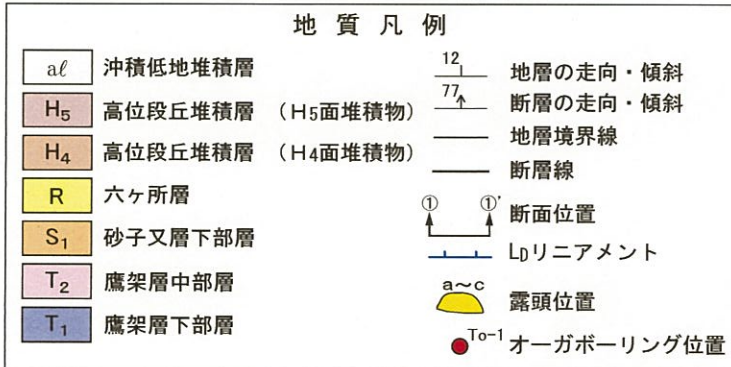 地質凡例
aℓ 沖積低地堆積層
H₅ 高位段丘堆積層 (H5面堆積物)
H₄ 高位段丘堆積層 (H4面堆積物)
R 六ヶ所層
S₁ 砂子又層下部層
T₂ 鷹架層中部層
T₁ 鷹架層下部層
12 地層の走向・傾斜
77 断層の走向・傾斜
地層境界線
断層線
① ①' 断面位置
LDリニアメント
a～c 露頭位置
To-1 オーガボーリング位置